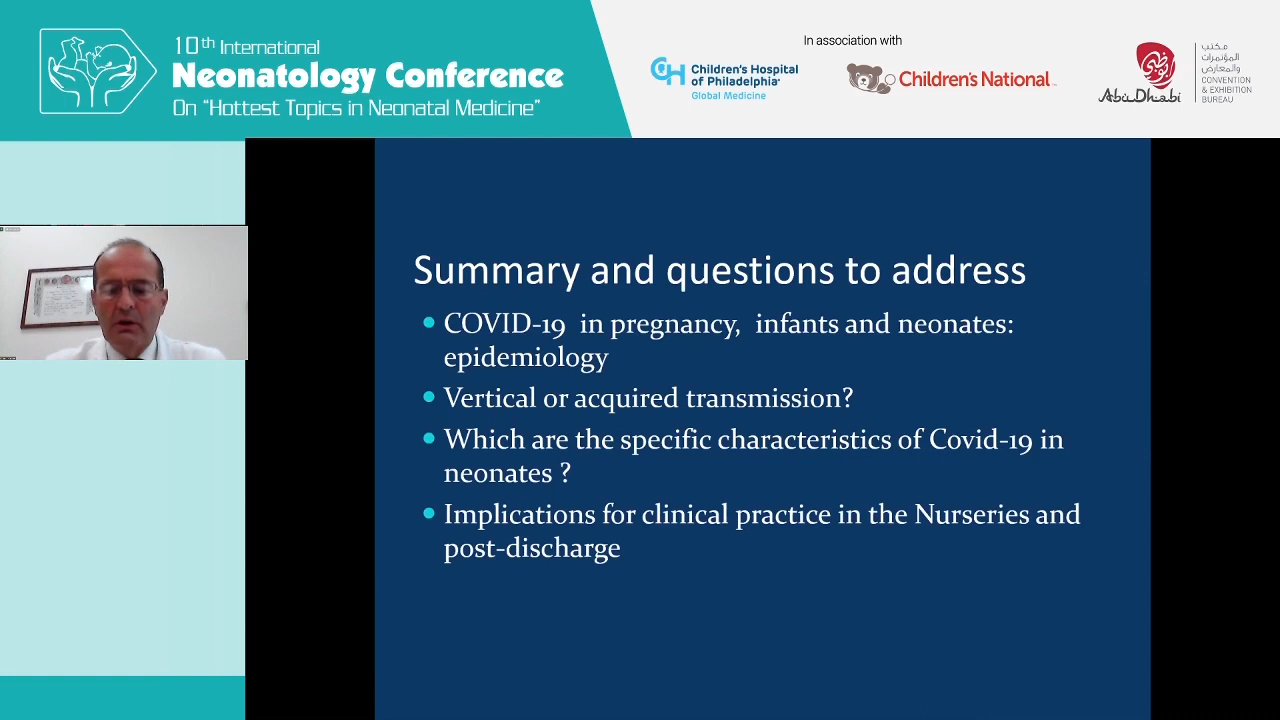 10th International
Neonatology Conference
On “Hottest Topics in Neonatal Medicine”
In association with
CH
Children's Hospital
of Philadelphia
Global Medicine
Children's National
Abu Dhabi
مكتب
المؤتمرات
والمعارض
CONVENTION
& EXHIBITION
BUREAU
Summary and questions to address
• COVID-19 in pregnancy, infants and neonates:
epidemiology
• Vertical or acquired transmission?
• Which are the specific characteristics of Covid-19 in
neonates ?
• Implications for clinical practice in the Nurseries and
post-discharge